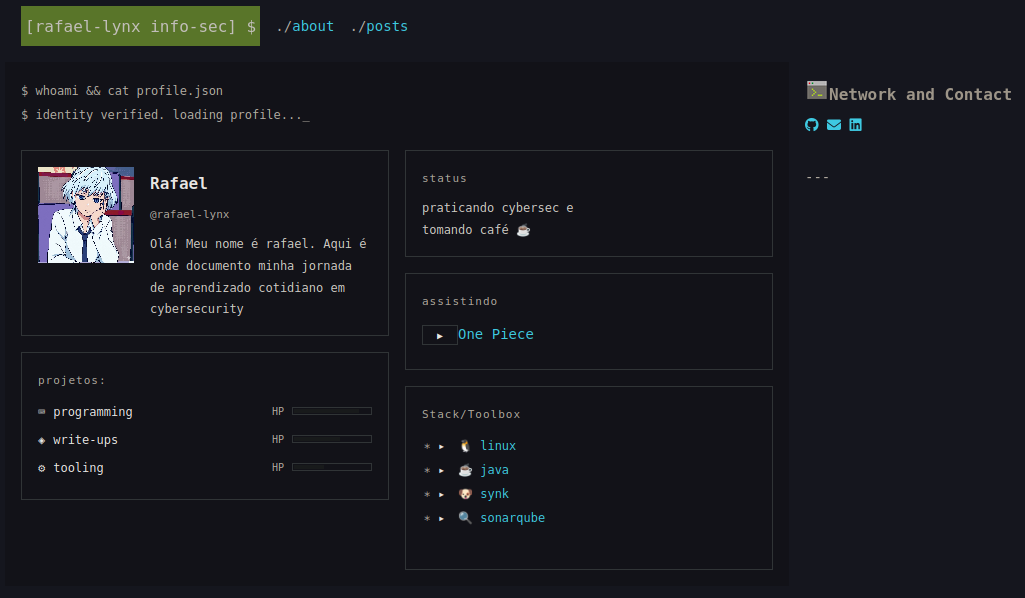 [rafael-lynx info-sec] $ ./about ./posts
$ whoami && cat profile.json
$ identity verified. loading profile..._
Rafael
@rafael-lynx
Olá! Meu nome é rafael. Aqui é
onde documento minha jornada
de aprendizado cotidiano em
cybersecurity
projetos:
programming HP
write-ups HP
tooling HP
status
praticando cybersec e
tomando café ☕
assistindo
▶ One Piece
Stack/Toolbox
* ▸ 🐧 linux
* ▸ ☕ java
* ▸ 🐶 synk
* ▸ 🔍 sonarqube
Network and Contact
---